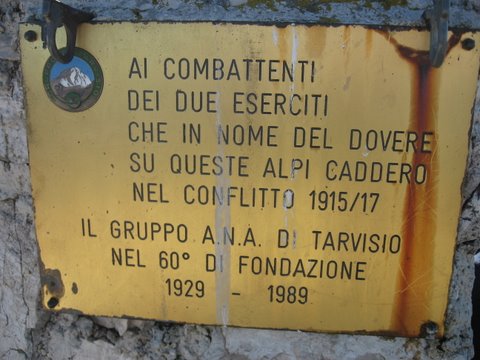 AI COMBATTENTI
DEI DUE ESERCITI
CHE IN NOME DEL DOVERE
SU QUESTE ALPI CADDERO
NEL CONFLITTO 1915/17
IL GRUPPO A.N.A. DI TARVISIO
NEL 60° DI FONDAZIONE
1929 - 1989